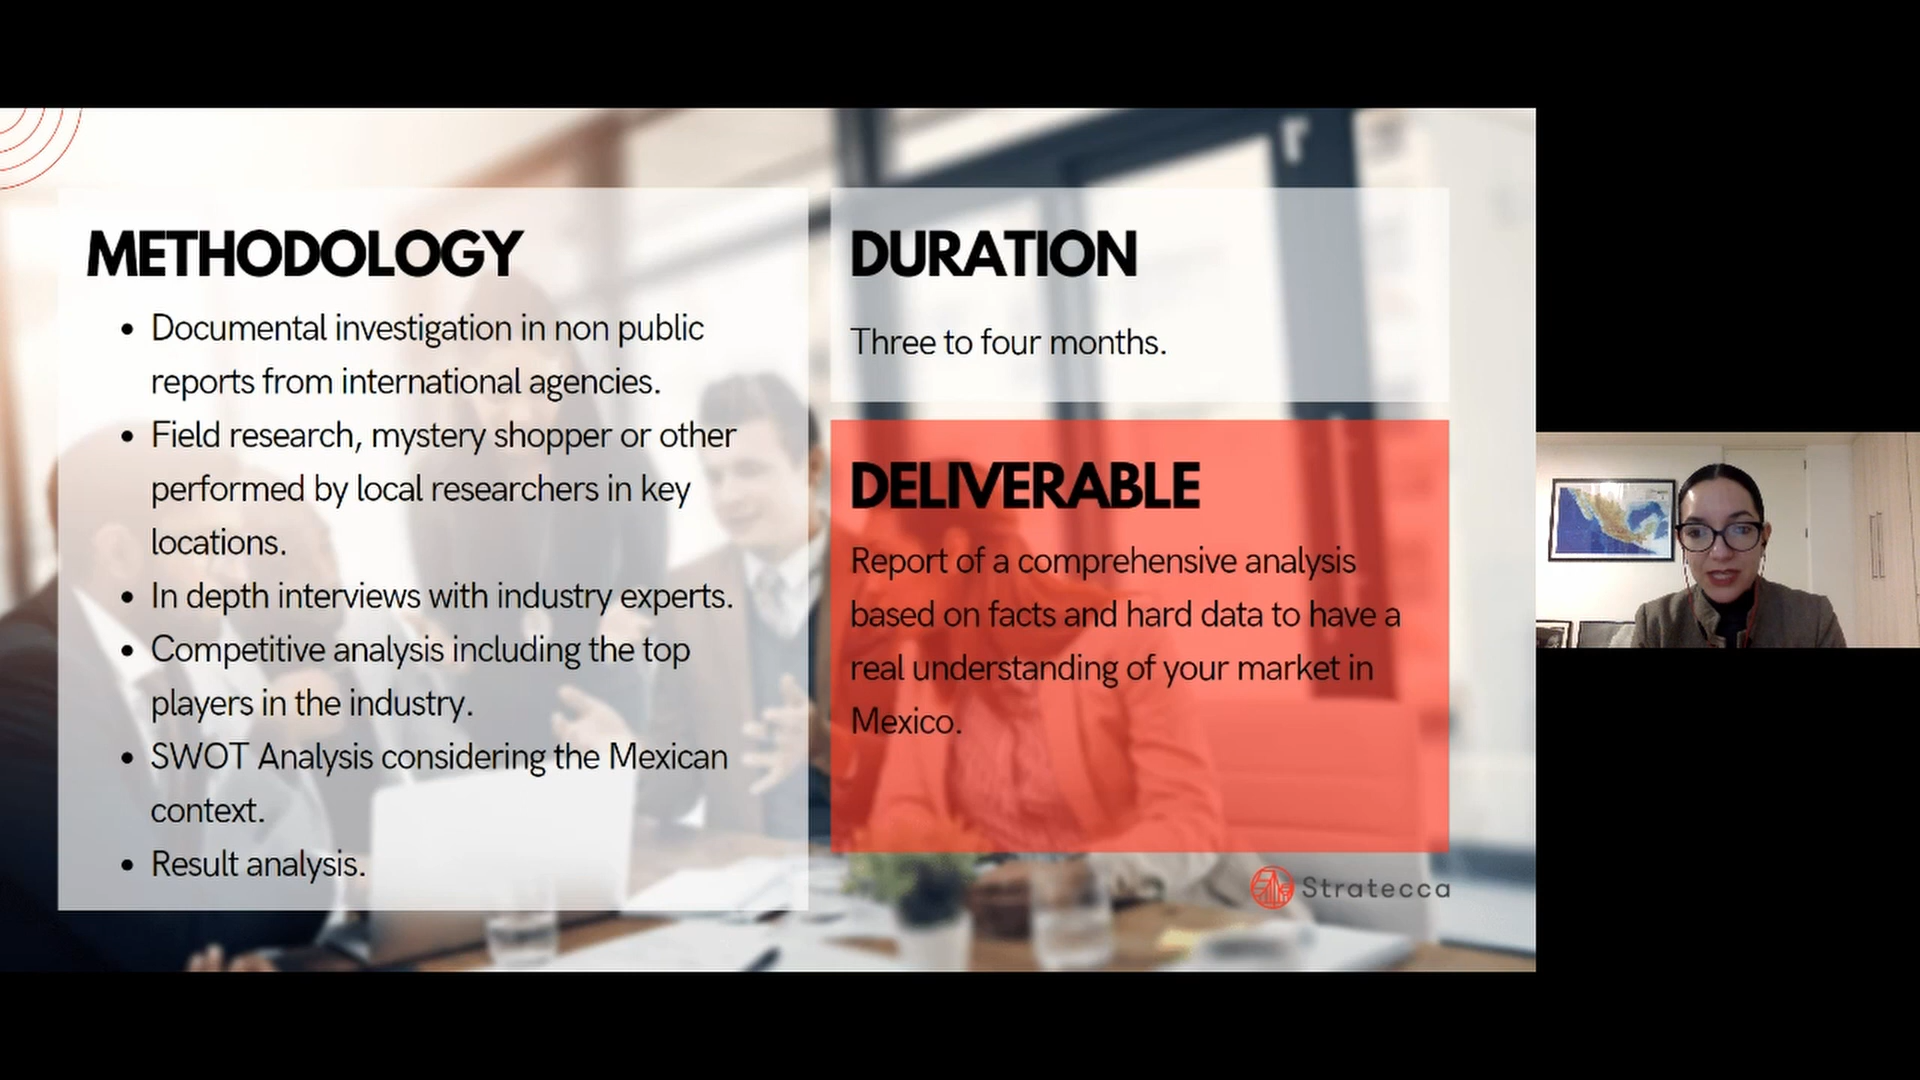 METHODOLOGY
• Documental investigation in non public
reports from international agencies.
• Field research, mystery shopper or other
performed by local researchers in key
locations.
• In depth interviews with industry experts.
• Competitive analysis including the top
players in the industry.
• SWOT Analysis considering the Mexican
context.
• Result analysis.
DURATION
Three to four months.
DELIVERABLE
Report of a comprehensive analysis
based on facts and hard data to have a
real understanding of your market in
Mexico.
Stratecca